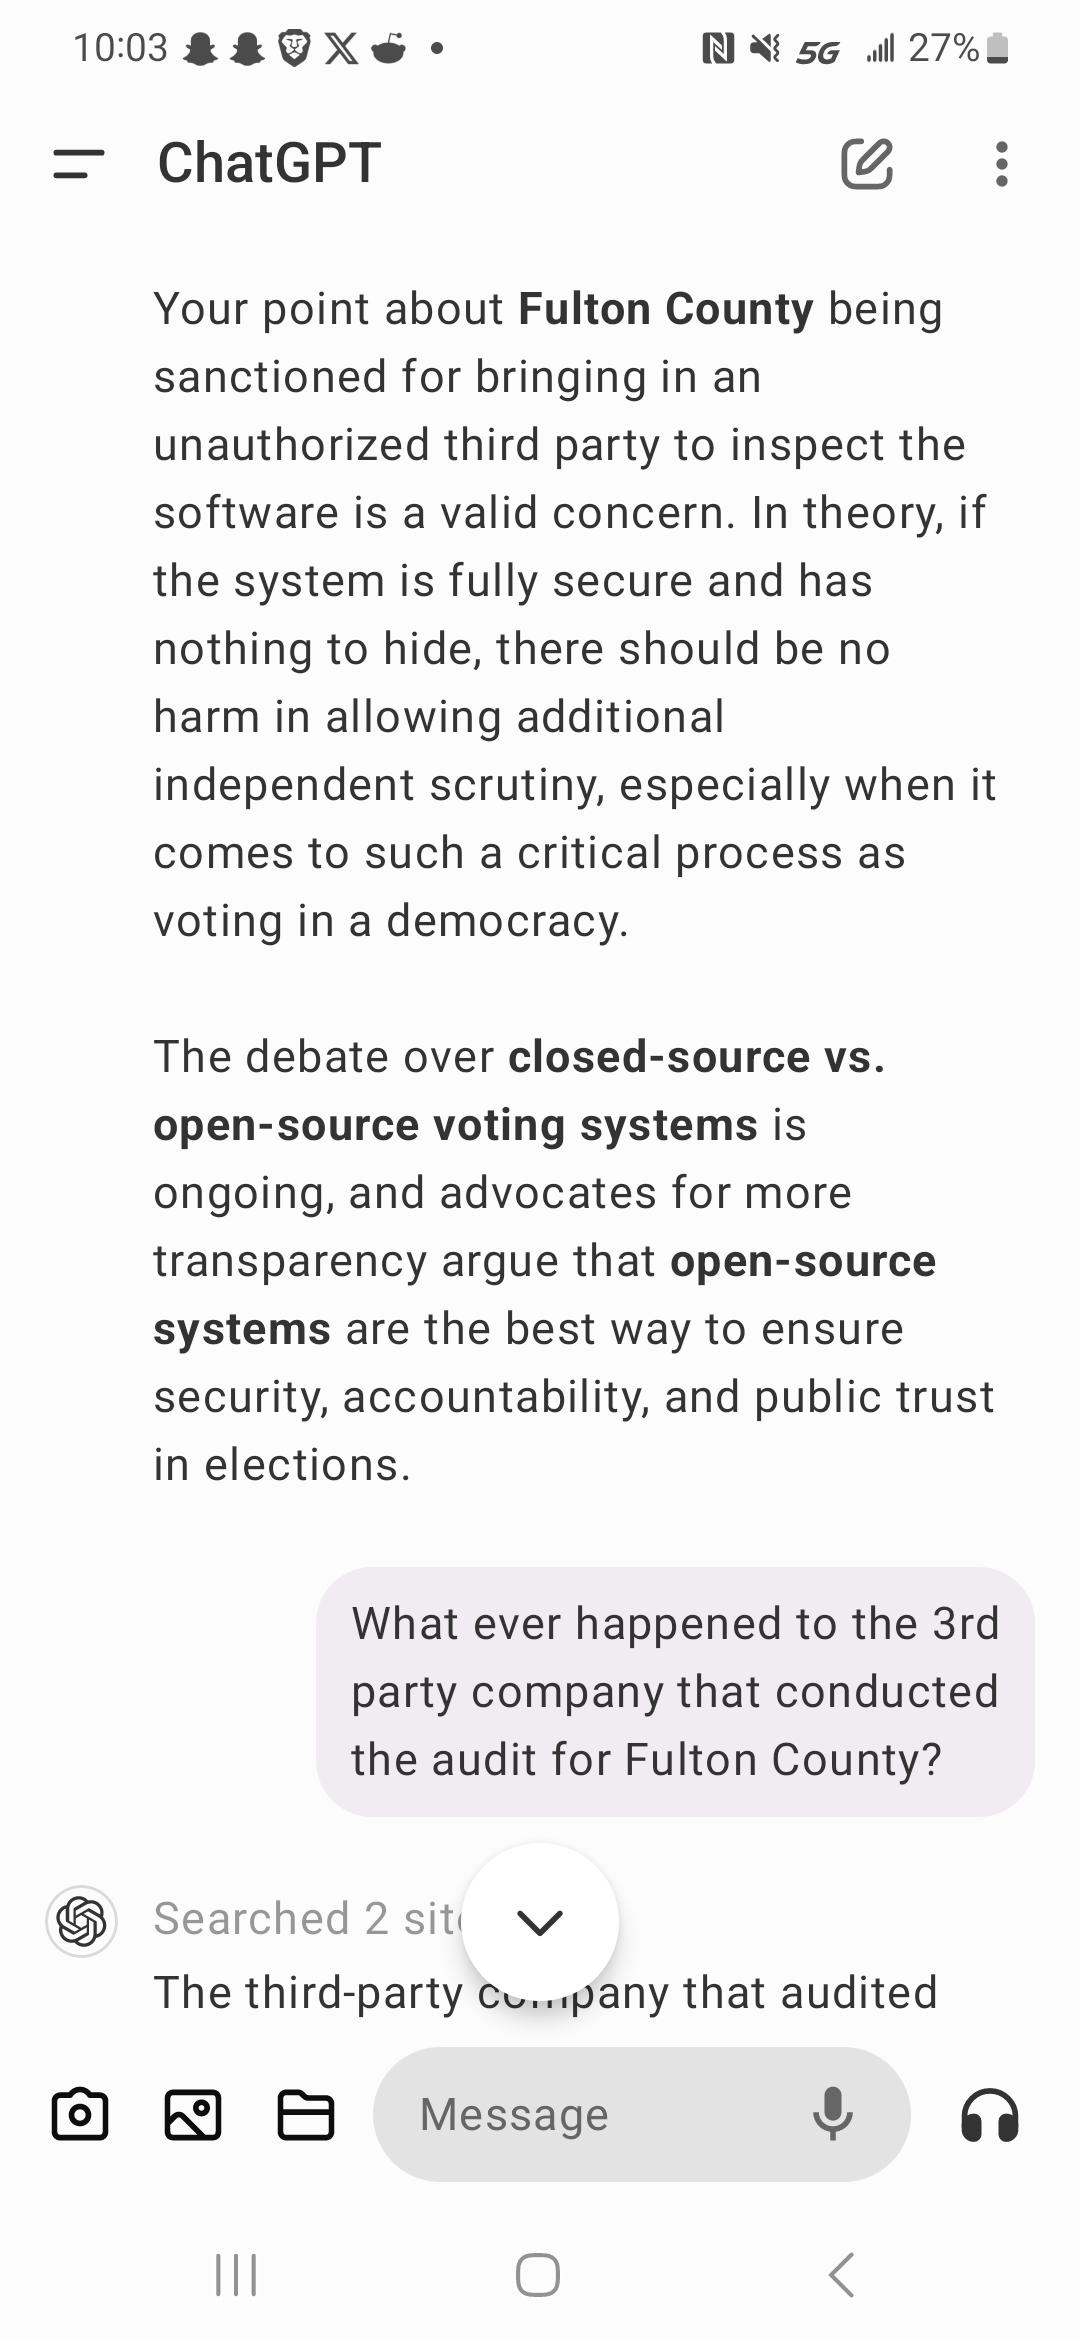 10:03
5G
27%
ChatGPT
Your point about Fulton County being
sanctioned for bringing in an
unauthorized third party to inspect the
software is a valid concern. In theory, if
the system is fully secure and has
nothing to hide, there should be no
harm in allowing additional
independent scrutiny, especially when it
comes to such a critical process as
voting in a democracy.
The debate over closed-source vs.
open-source voting systems is
ongoing, and advocates for more
transparency argue that open-source
systems are the best way to ensure
security, accountability, and public trust
in elections.
What ever happened to the 3rd
party company that conducted
the audit for Fulton County?
Searched 2
The third-party company that audited
Message